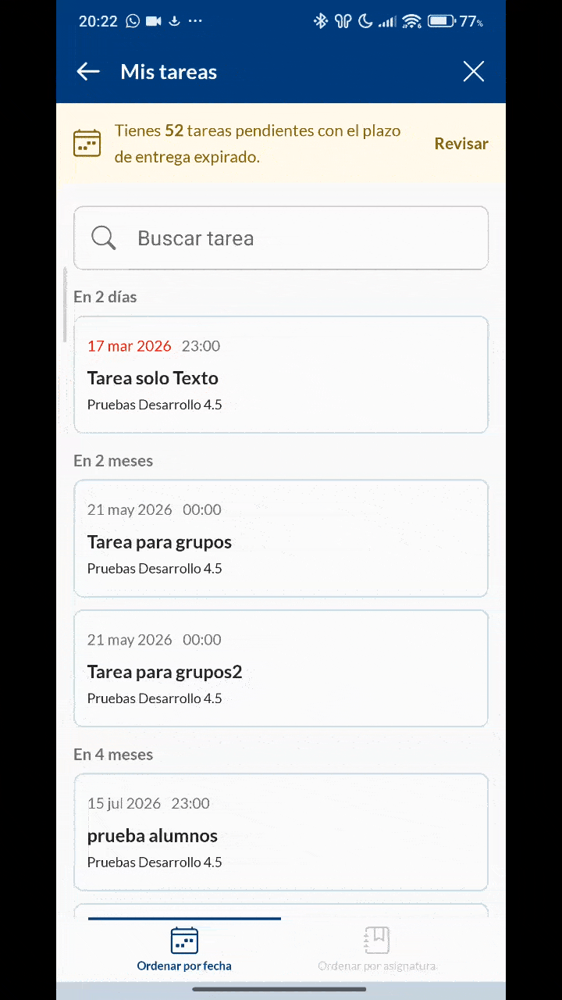 20:22 77%
Mis tareas
Tienes 52 tareas pendientes con el plazo
de entrega expirado.
Revisar
Buscar tarea
En 2 días
17 mar 2026 23:00
Tarea solo Texto
Pruebas Desarrollo 4.5
En 2 meses
21 may 2026 00:00
Tarea para grupos
Pruebas Desarrollo 4.5
21 may 2026 00:00
Tarea para grupos2
Pruebas Desarrollo 4.5
En 4 meses
15 jul 2026 23:00
prueba alumnos
Pruebas Desarrollo 4.5
Ordenar por fecha
Ordenar por asignatura